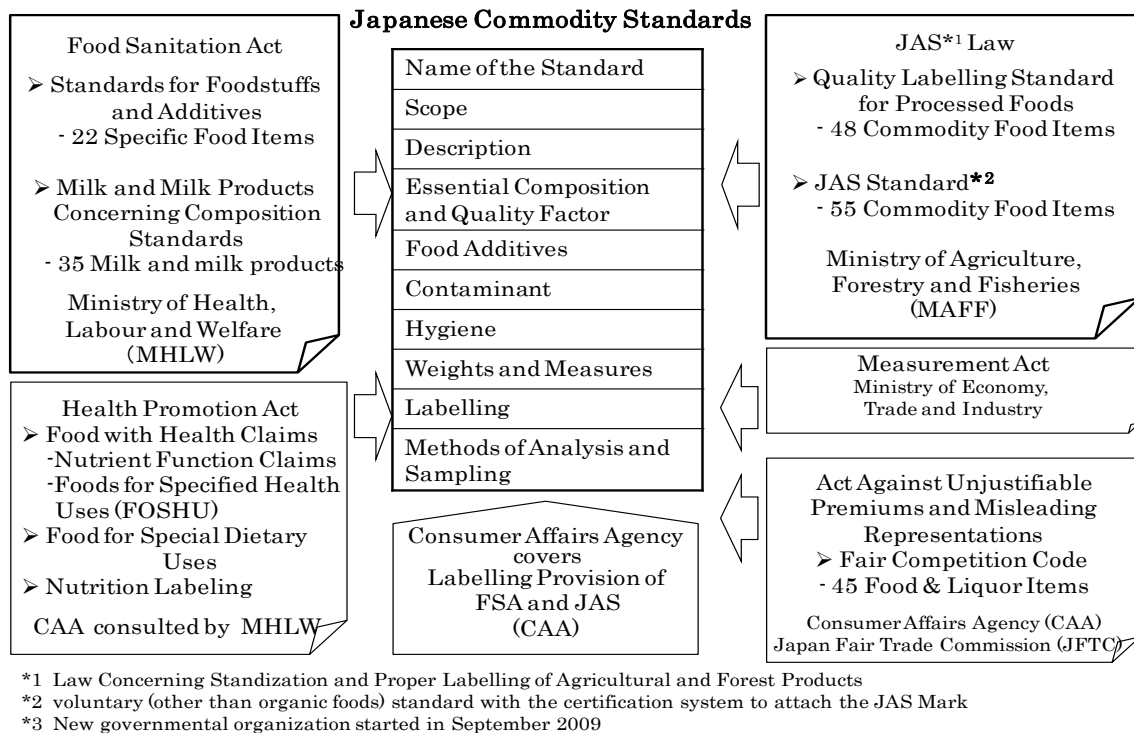 Japanese Commodity Standards
Food Sanitation Act
➢ Standards for Foodstuffs
and Additives
- 22 Specific Food Items
➢ Milk and Milk Products
Concerning Composition
Standards
- 35 Milk and milk products
Ministry of Health,
Labour and Welfare
(MHLW)
Health Promotion Act
➢ Food with Health Claims
-Nutrient Function Claims
-Foods for Specified Health
Uses (FOSHU)
➢ Food for Special Dietary
Uses
➢ Nutrition Labeling
CAA consulted by MHLW
Name of the Standard
Scope
Description
Essential Composition
and Quality Factor
Food Additives
Contaminant
Hygiene
Weights and Measures
Labelling
Methods of Analysis and
Sampling
Consumer Affairs Agency
covers
Labelling Provision of
FSA and JAS
(CAA)
JAS*1 Law
➢ Quality Labelling Standard
for Processed Foods
- 48 Commodity Food Items
➢ JAS Standard*2
- 55 Commodity Food Items
Ministry of Agriculture,
Forestry and Fisheries
(MAFF)
Measurement Act
Ministry of Economy,
Trade and Industry
Act Against Unjustifiable
Premiums and Misleading
Representations
➢ Fair Competition Code
- 45 Food & Liquor Items
Consumer Affairs Agency (CAA)
Japan Fair Trade Commission (JFTC)
*1 Law Concerning Standization and Proper Labelling of Agricultural and Forest Products
*2 voluntary (other than organic foods) standard with the certification system to attach the JAS Mark
*3 New governmental organization started in September 2009